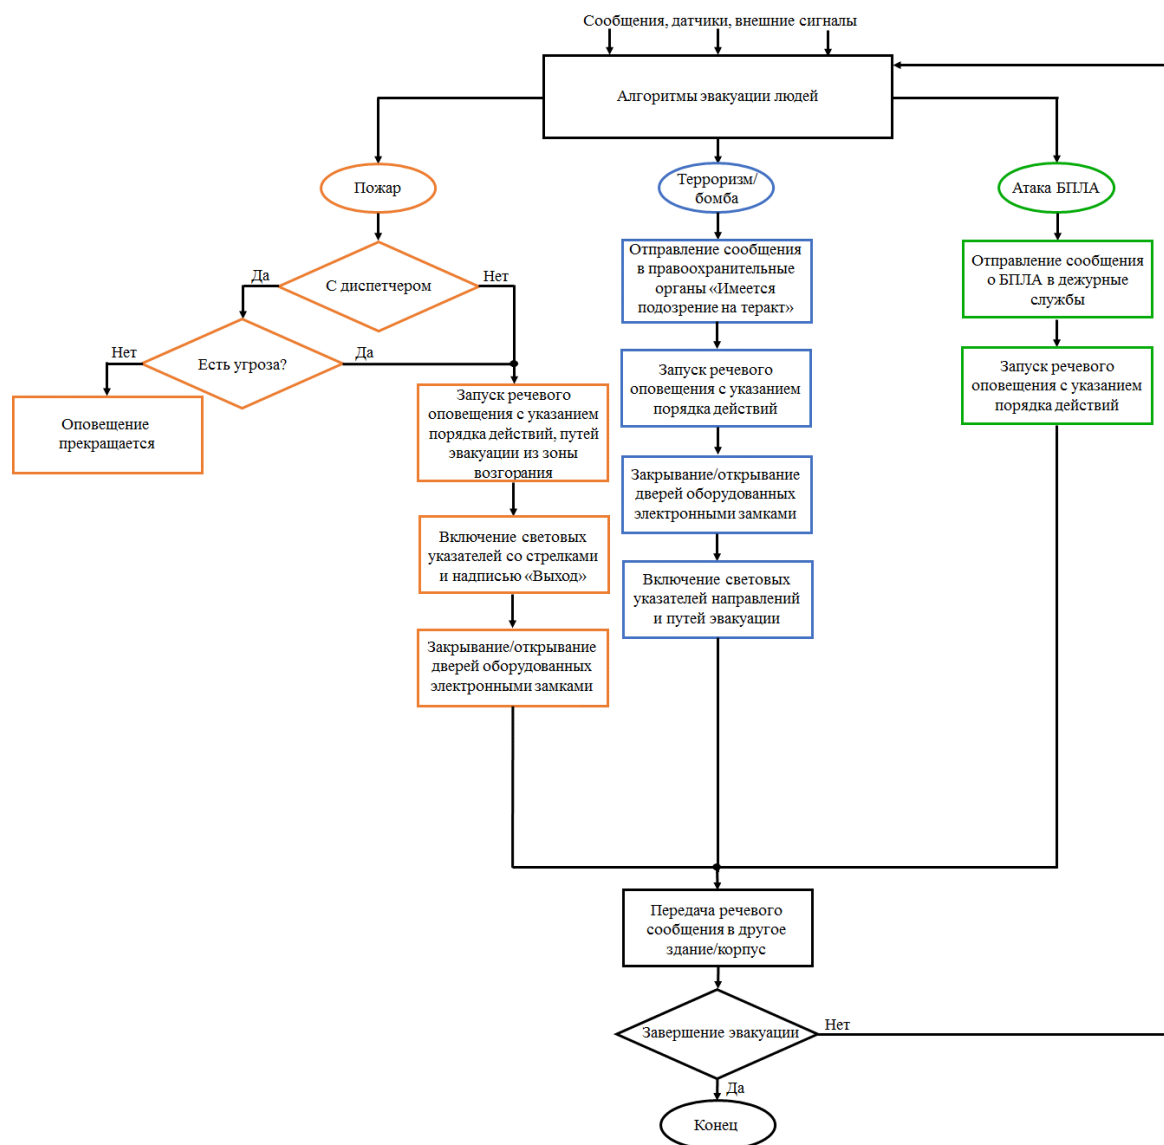 Сообщения, датчики, внешние сигналы
Алгоритмы эвакуации людей
Пожар
Терроризм/
бомба
Атака БПЛА
С диспетчером
Да
Нет
Есть угроза?
Нет
Да
Оповещение
прекращается
Запуск речевого
оповещения с указанием
порядка действий, путей
эвакуации из зоны
возгорания
Включение световых
указателей со стрелками
и надписью «Выход»
Закрывание/открывание
дверей оборудованных
электронными замками
Отправление сообщения
в правоохранительные
органы «Имеется
подозрение на теракт»
Запуск речевого
оповещения с указанием
порядка действий
Закрывание/открывание
дверей оборудованных
электронными замками
Включение световых
указателей направлений
и путей эвакуации
Отправление сообщения
о БПЛА в дежурные
службы
Запуск речевого
оповещения с указанием
порядка действий
Передача речевого
сообщения в другое
здание/корпус
Завершение эвакуации
Нет
Да
Конец